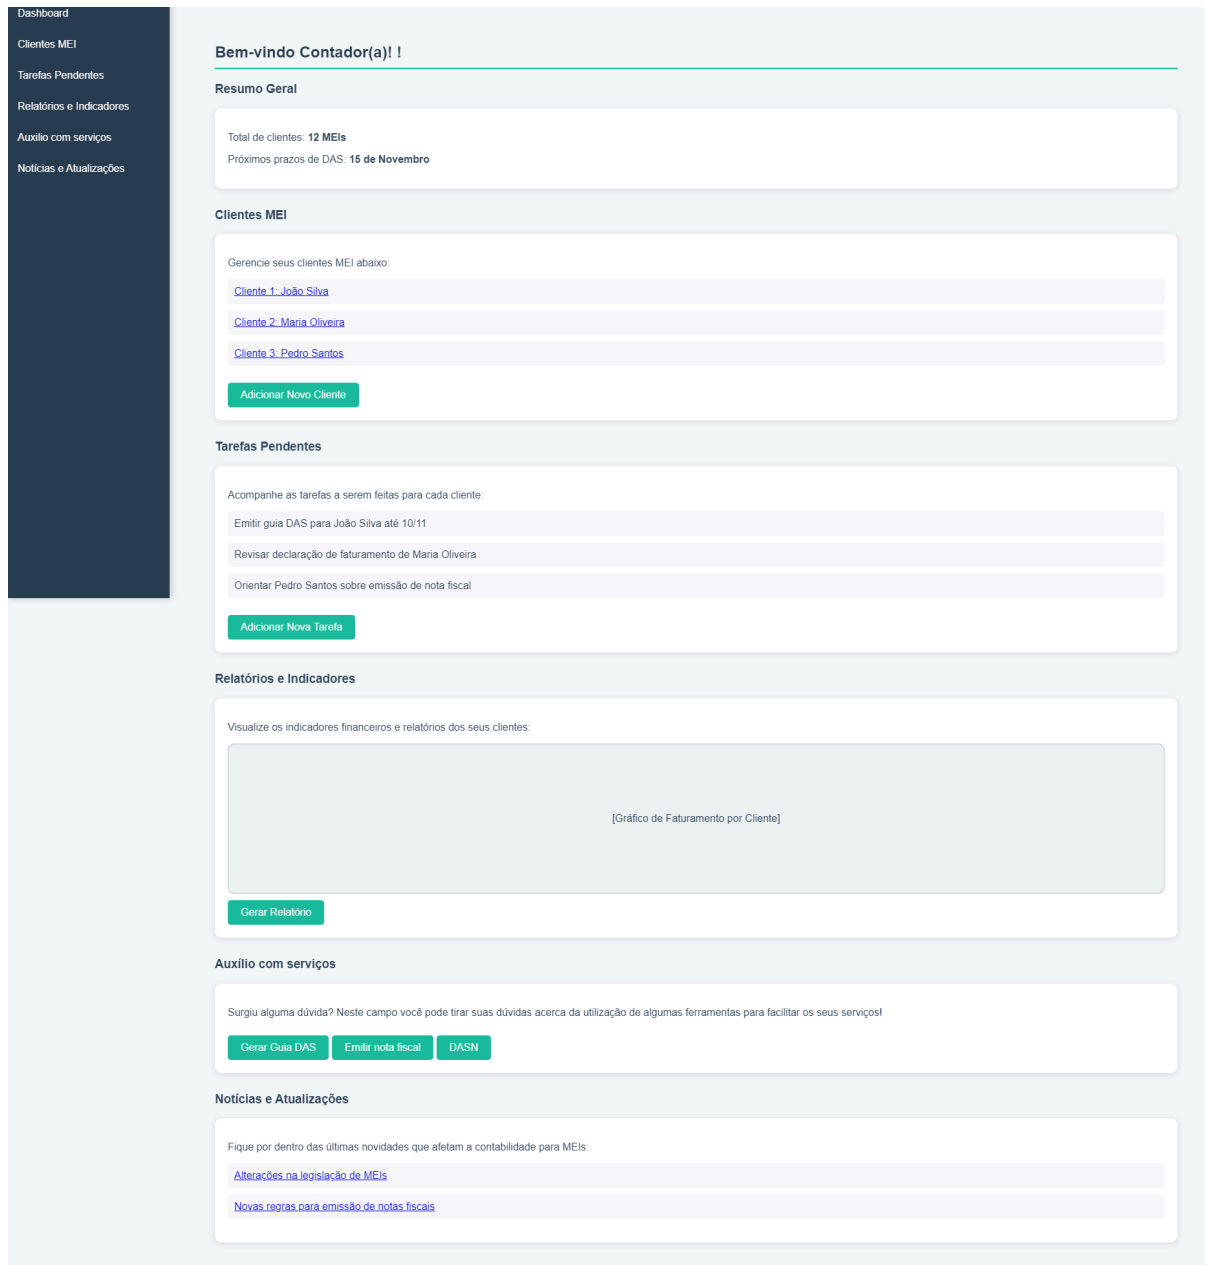 Dashboard
Clientes MEI
Tarefas Pendentes
Relatórios e Indicadores
Auxilio com serviços
Notícias e Atualizações
Bem-vindo Contador(a)! !
Resumo Geral
Total de clientes: 12 MEIs
Próximos prazos de DAS: 15 de Novembro
Clientes MEI
Gerencie seus clientes MEI abaixo:
Cliente 1: João Silva
Cliente 2: Maria Oliveira
Cliente 3: Pedro Santos
Adicionar Novo Cliente
Tarefas Pendentes
Acompanhe as tarefas a serem feitas para cada cliente:
Emitir guia DAS para João Silva até 10/11
Revisar declaração de faturamento de Maria Oliveira
Orientar Pedro Santos sobre emissão de nota fiscal
Adicionar Nova Tarefa
Relatórios e Indicadores
Visualize os indicadores financeiros e relatórios dos seus clientes:
[Gráfico de Faturamento por Cliente]
Gerar Relatório
Auxílio com serviços
Surgiu alguma dúvida? Neste campo você pode tirar suas dúvidas acerca da utilização de algumas ferramentas para facilitar os seus serviços!
Gerar Guia DAS Emitir nota fiscal DASN
Notícias e Atualizações
Fique por dentro das últimas novidades que afetam a contabilidade para MEIs:
Alterações na legislação de MEIs
Novas regras para emissão de notas fiscais